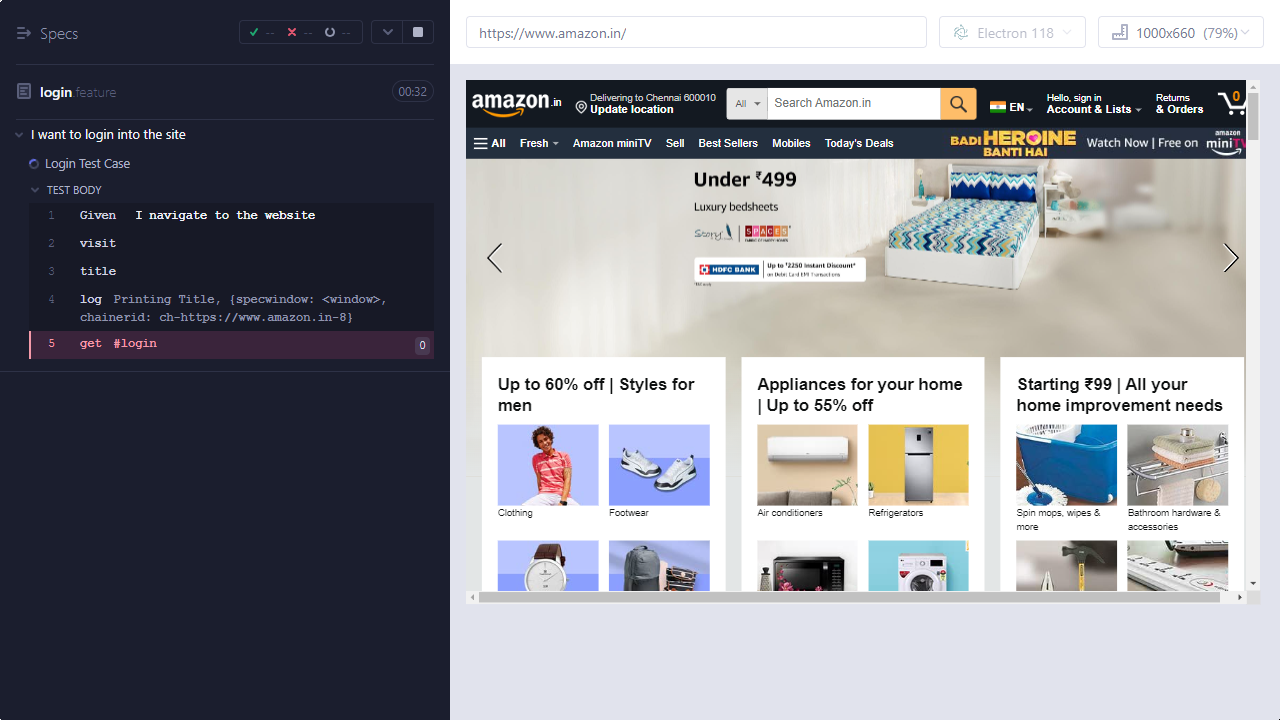 Specs
--
--
--
login feature
00:32
I want to login into the site
Login Test Case
TEST BODY
1 Given I navigate to the website
2 visit
3 title
4 log Printing Title, {specwindow: <window>,
chainerid: ch-https://www.amazon.in-8}
5 get #login 0
https://www.amazon.in/
Electron 118
1000x660 (79%)
amazon.in
Delivering to Chennai 600010
Update location
All
Search Amazon.in
EN
Hello, sign in
Account & Lists
Returns
& Orders
0
All
Fresh
Amazon miniTV
Sell
Best Sellers
Mobiles
Today's Deals
BADI HEROINE
BANTI HAI
Watch Now | Free on
amazon
miniTV
Under ₹499
Luxury bedsheets
Story@
SPACES
HDFC BANK
Up to ₹2250 Instant Discount*
on Debit Card EMI Transactions
Up to 60% off | Styles for
men
Clothing
Footwear
Appliances for your home
| Up to 55% off
Air conditioners
Refrigerators
Starting ₹99 | All your
home improvement needs
Spin mops, wipes &
more
Bathroom hardware &
accessories